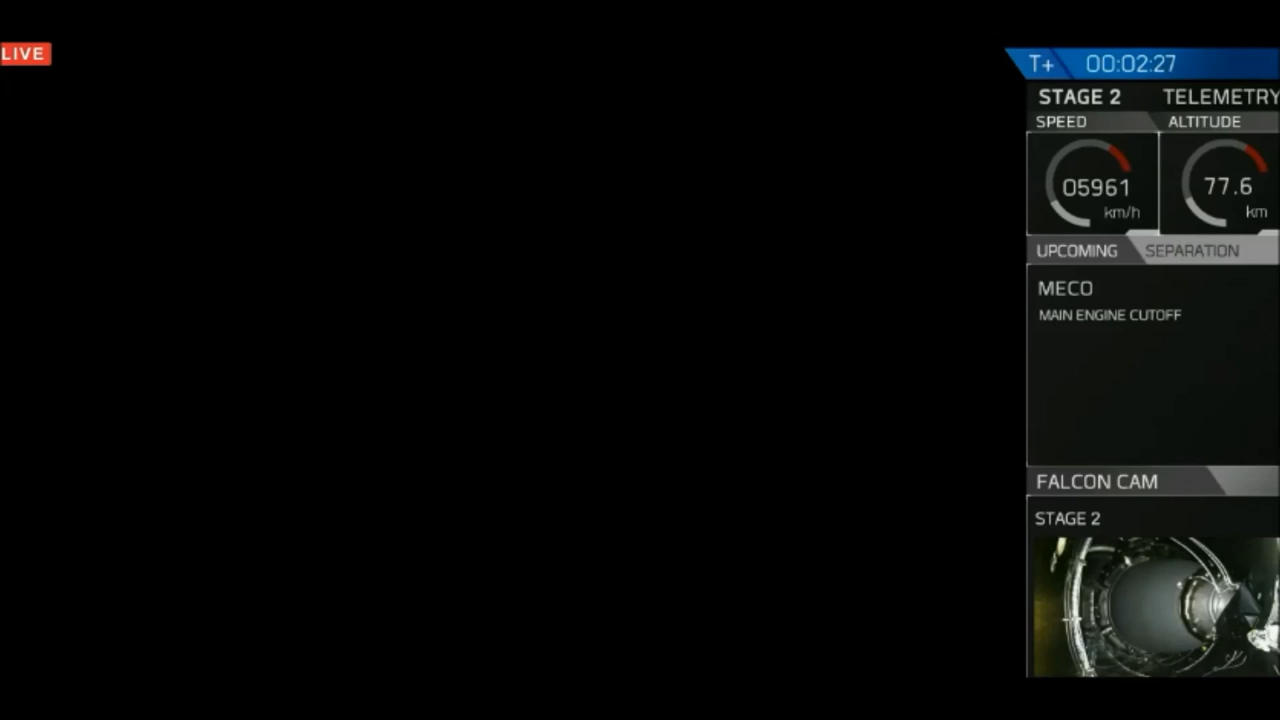 LIVE
T+ 00:02:27
STAGE 2 TELEMETRY
SPEED ALTITUDE
05961 77.6
km/h km
UPCOMING SEPARATION
MECO
MAIN ENGINE CUTOFF
FALCON CAM
STAGE 2